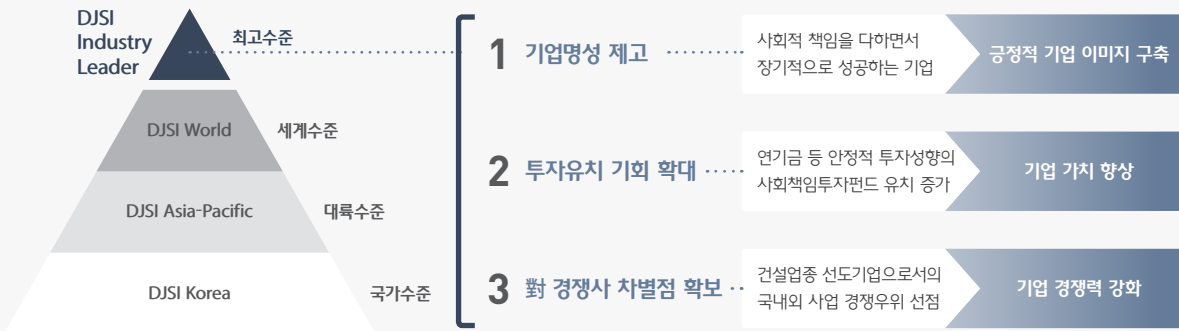 DJSI
Industry
Leader
최고수준
DJSI World
세계수준
DJSI Asia-Pacific
대륙수준
DJSI Korea
국가수준
1 기업명성 제고
사회적 책임을 다하면서
장기적으로 성공하는 기업
긍정적 기업 이미지 구축
2 투자유치 기회 확대
연기금 등 안정적 투자성향의
사회책임투자펀드 유치 증가
기업 가치 향상
3 對 경쟁사 차별점 확보
건설업종 선도기업으로서의
국내외 사업 경쟁우위 선점
기업 경쟁력 강화